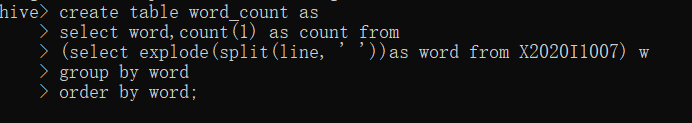 hive> create table word_count as
> select word,count(1) as count from
> (select explode(split(line, ' '))as word from X2020I1007) w
> group by word
> order by word;